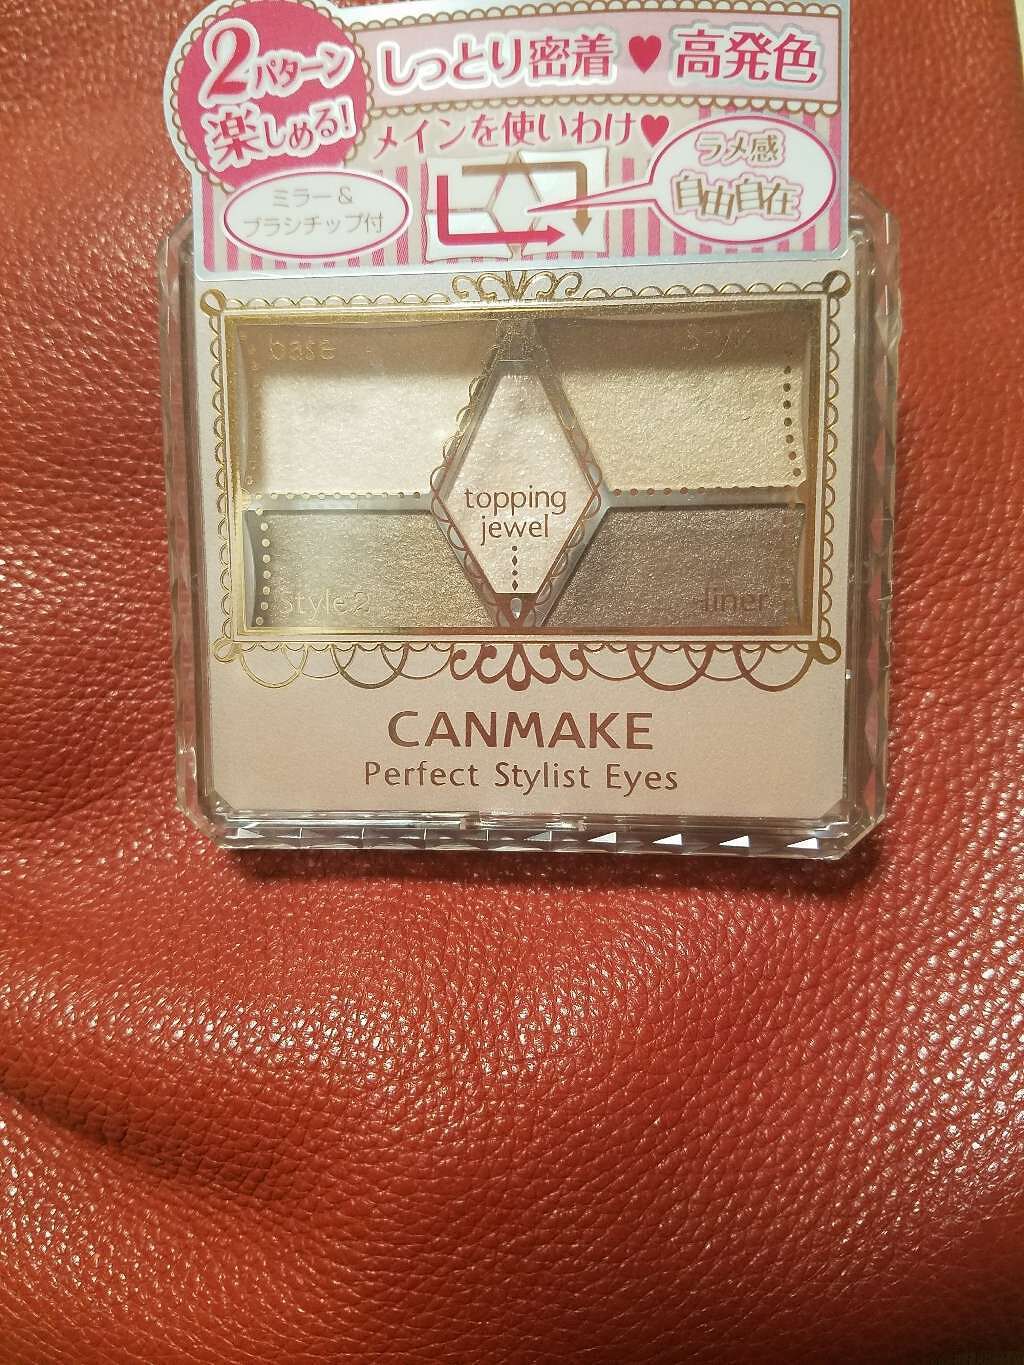 2パターン
楽しめる!
しっとり密着♥高発色
メインを使いわけ♥
ラメ感
自由自在
ミラー&
ブラシチップ付
base
topping
jewel
Style2
liner
CANMAKE
Perfect Stylist Eyes